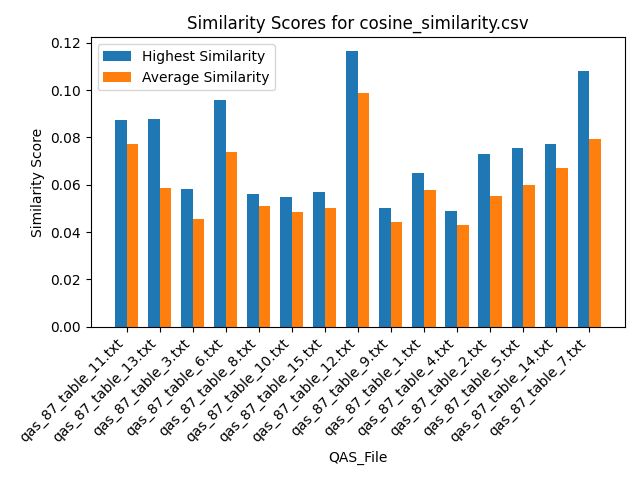 Similarity Scores for cosine_similarity.csv
Highest Similarity
Average Similarity
Similarity Score
0.12
0.10
0.08
0.06
0.04
0.02
0.00
qas_87_table_11.txt
qas_87_table_13.txt
qas_87_table_3.txt
qas_87_table_6.txt
qas_87_table_8.txt
qas_87_table_10.txt
qas_87_table_15.txt
qas_87_table_12.txt
qas_87_table_9.txt
qas_87_table_1.txt
qas_87_table_4.txt
qas_87_table_2.txt
qas_87_table_5.txt
qas_87_table_14.txt
qas_87_table_7.txt
QAS_File